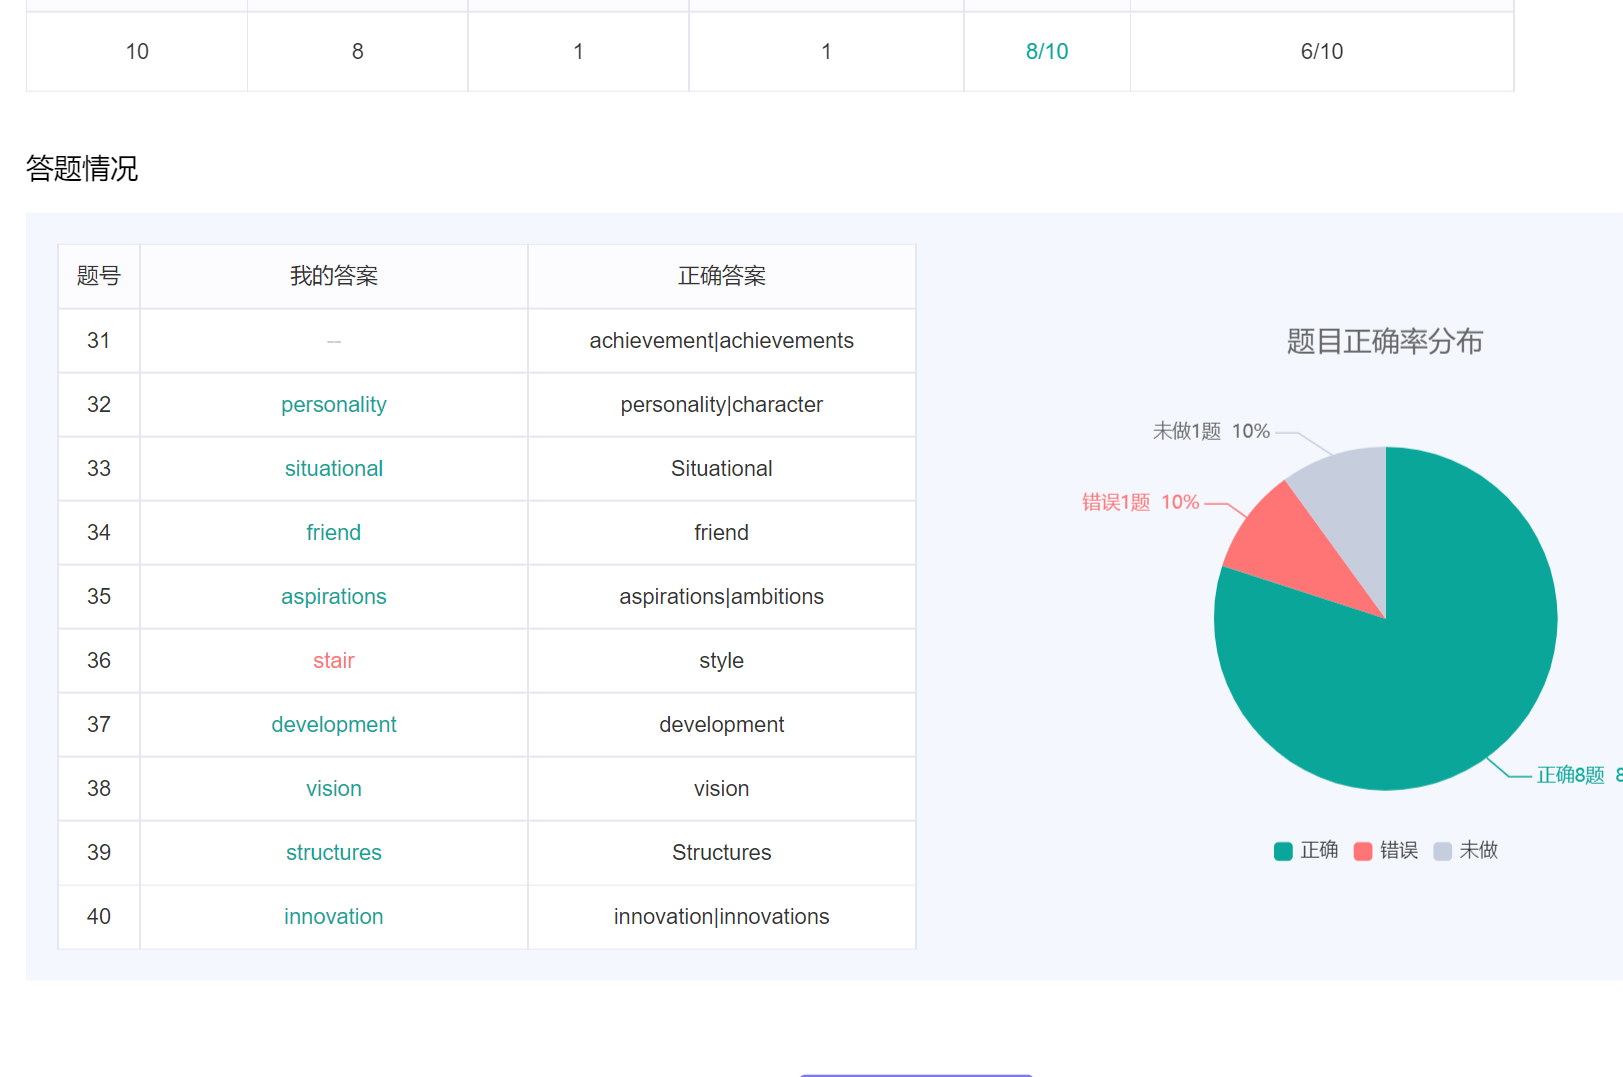 10 8 1 1 8/10 6/10
答题情况
题号 我的答案 正确答案
31 -- achievement|achievements
32 personality personality|character
33 situational Situational
34 friend friend
35 aspirations aspirations|ambitions
36 stair style
37 development development
38 vision vision
39 structures Structures
40 innovation innovation|innovations
题目正确率分布
未做1题 10%
错误1题 10%
正确8题 8
正确 错误 未做